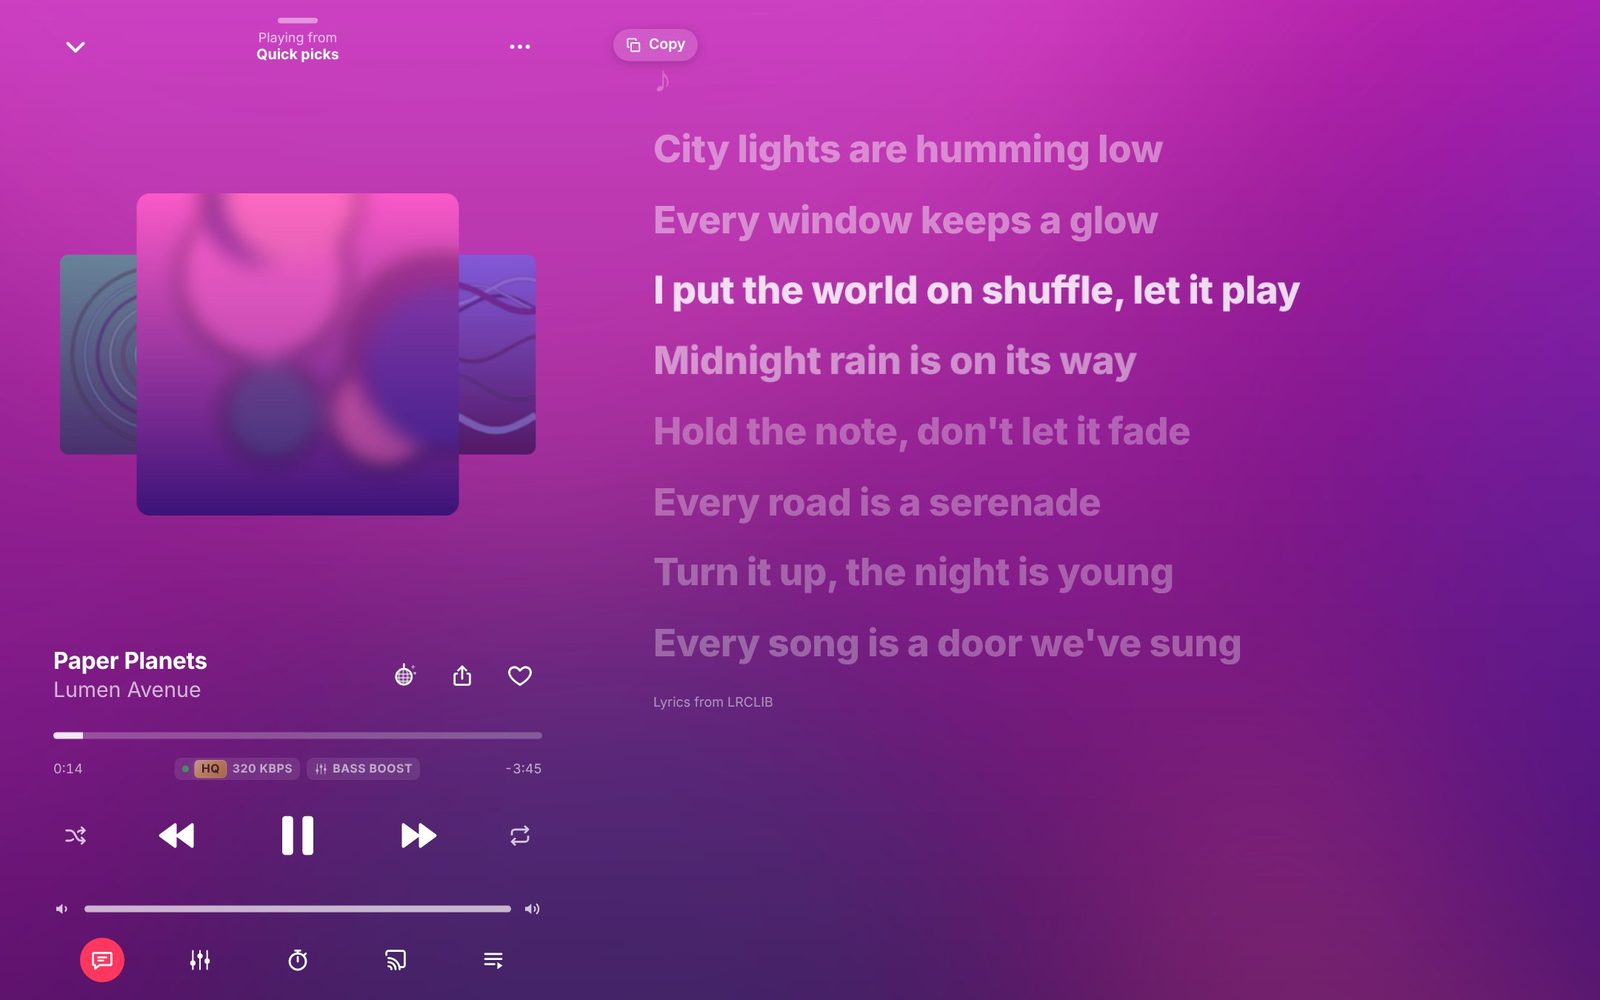 Playing from
Quick picks
Copy
♪
City lights are humming low
Every window keeps a glow
I put the world on shuffle, let it play
Midnight rain is on its way
Hold the note, don't let it fade
Every road is a serenade
Turn it up, the night is young
Every song is a door we've sung
Lyrics from LRCLIB
Paper Planets
Lumen Avenue
0:14
HQ 320 KBPS
BASS BOOST
-3:45